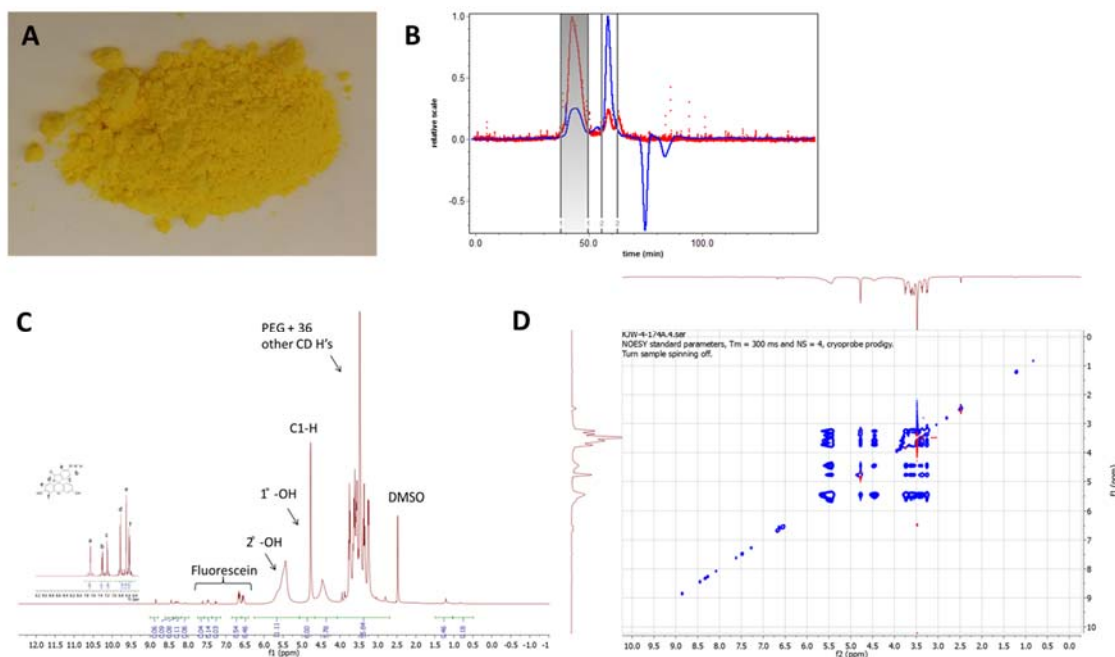 A
B
1.0
0.5
0.0
-0.5
relative scale
0.0
50.0
100.0
time (min)
C
PEG + 36
other CD H's
C1-H
1° -OH
2° -OH
Fluorescein
DMSO
12.5 12.0 11.5 11.0 10.5 10.0 9.5 9.0 8.5 8.0 7.5 7.0 6.5 6.0 5.5 5.0 4.5 4.0 3.5 3.0 2.5 2.0 1.5 1.0 0.5 0.0 -0.5 -1
f1 (ppm)
D
NOESY standard parameters, Tm = 300 ms and NS = 4, cryoprobe prodigy.
Turn sample spinning off.
0
1
2
3
4
5
6
7
8
9
10
f1 (ppm)
10.0 9.5 9.0 8.5 8.0 7.5 7.0 6.5 6.0 5.5 5.0 4.5 4.0 3.5 3.0 2.5 2.0 1.5 1.0 0.5 0.0
f2 (ppm)